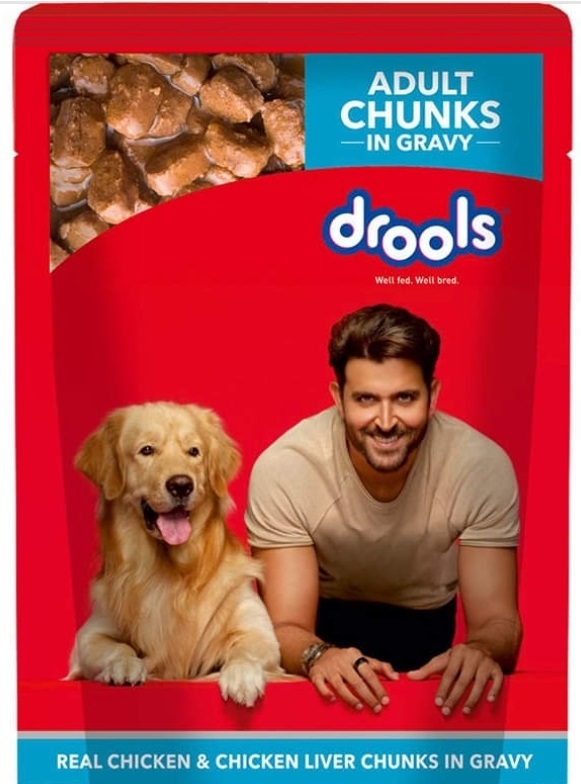 ADULT
CHUNKS
IN GRAVY
drools
Well fed. Well bred.
REAL CHICKEN & CHICKEN LIVER CHUNKS IN GRAVY